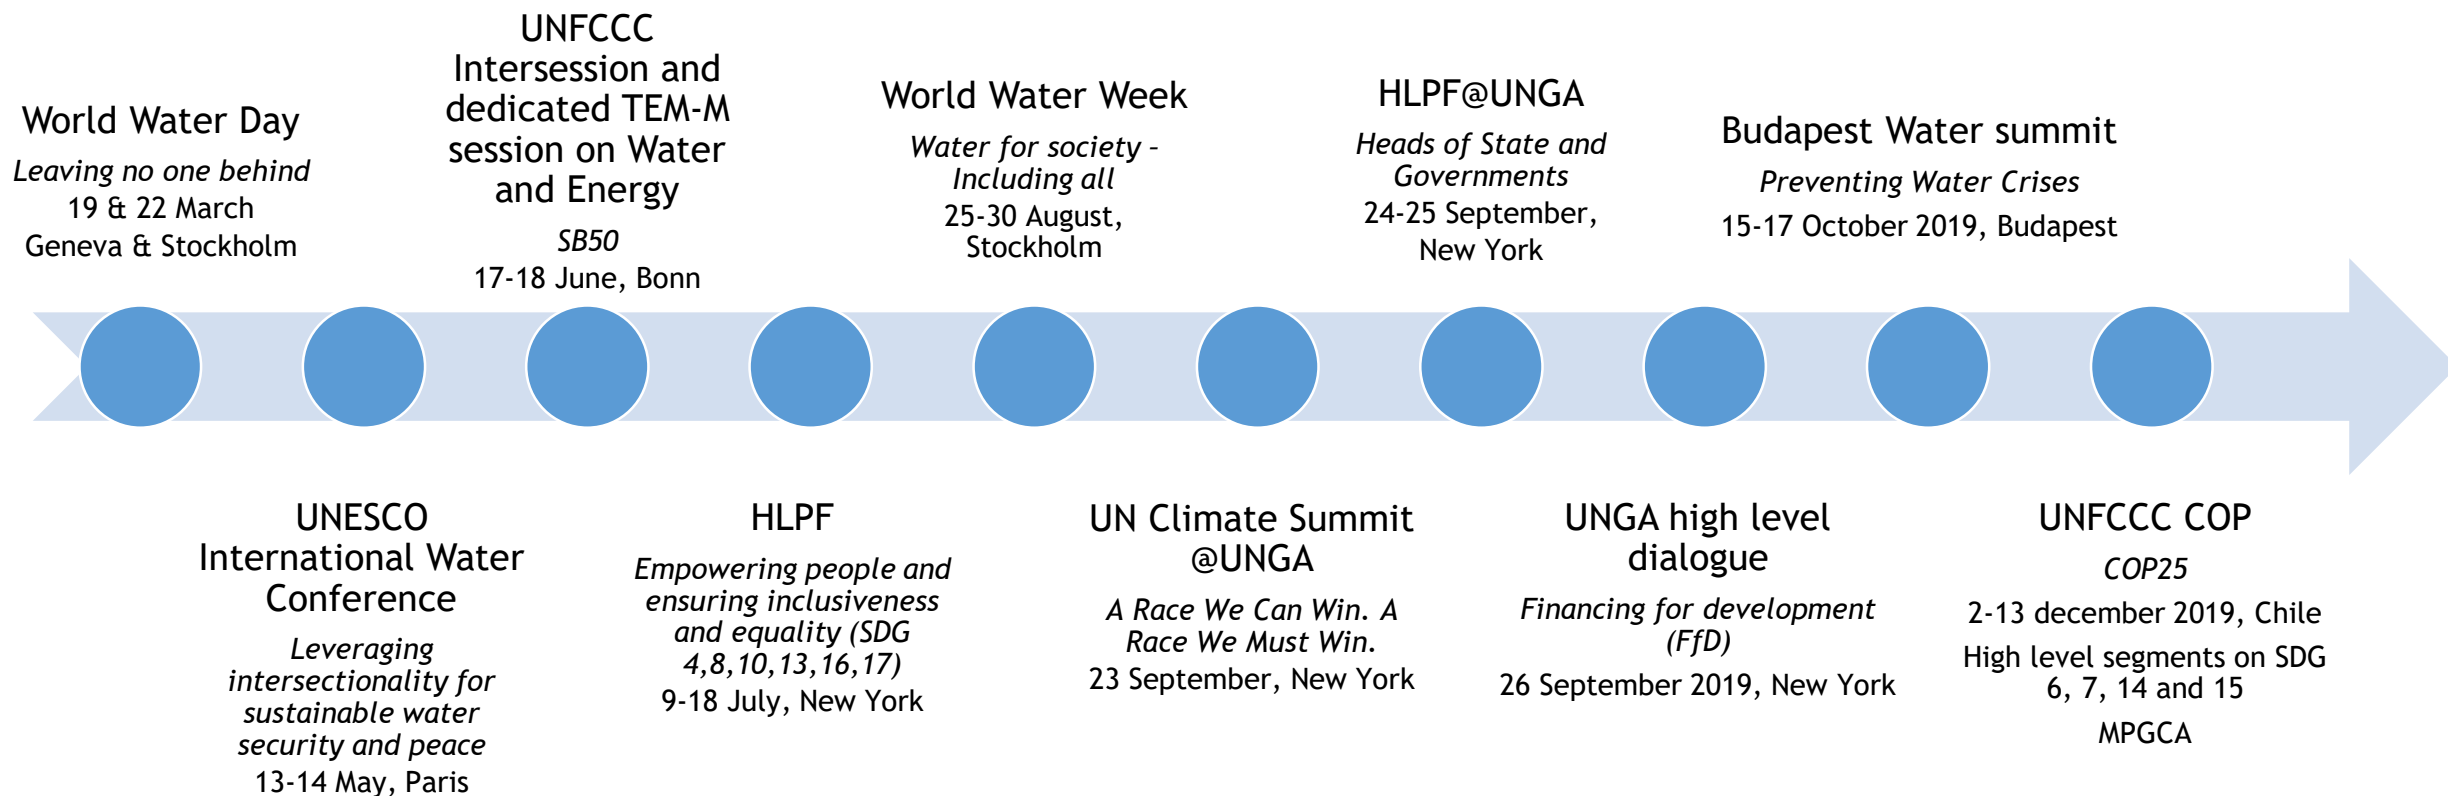 World Water Day
Leaving no one behind
19 & 22 March
Geneva & Stockholm
UNESCO
International Water
Conference
Leveraging
intersectionality for
sustainable water
security and peace
13-14 May, Paris
UNFCCC
Intersession and
dedicated TEM-M
session on Water
and Energy
SB50
17-18 June, Bonn
HLPF
Empowering people and
ensuring inclusiveness
and equality (SDG
4,8,10,13,16,17)
9-18 July, New York
World Water Week
Water for society –
Including all
25-30 August,
Stockholm
UN Climate Summit
@UNGA
A Race We Can Win. A
Race We Must Win.
23 September, New York
HLPF@UNGA
Heads of State and
Governments
24-25 September,
New York
UNGA high level
dialogue
Financing for development
(FfD)
26 September 2019, New York
Budapest Water summit
Preventing Water Crises
15-17 October 2019, Budapest
UNFCCC COP
COP25
2-13 december 2019, Chile
High level segments on SDG
6, 7, 14 and 15
MPGCA